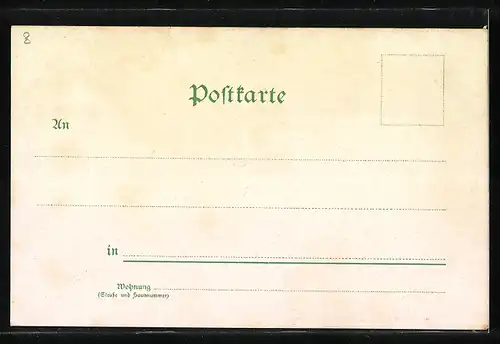 8
Postkarte
An
in
Wohnung
(Straße und Hausnummer)